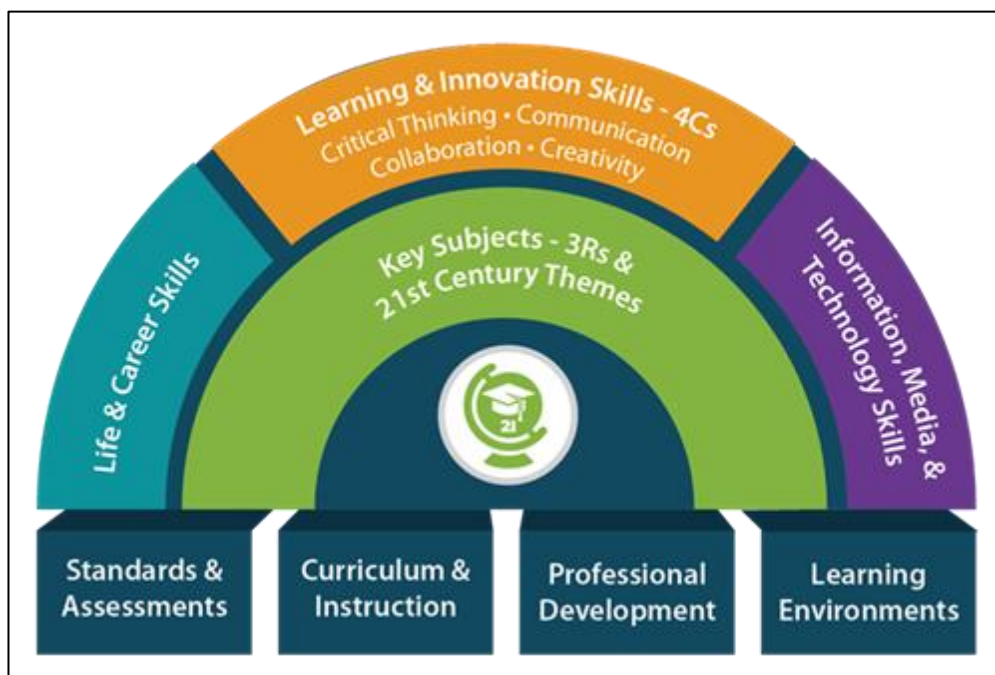 Learning & Innovation Skills - 4Cs
Critical Thinking • Communication
Collaboration • Creativity
Life & Career Skills
Key Subjects - 3Rs &
21st Century Themes
Information, Media, &
Technology Skills
21
Standards &
Assessments
Curriculum &
Instruction
Professional
Development
Learning
Environments